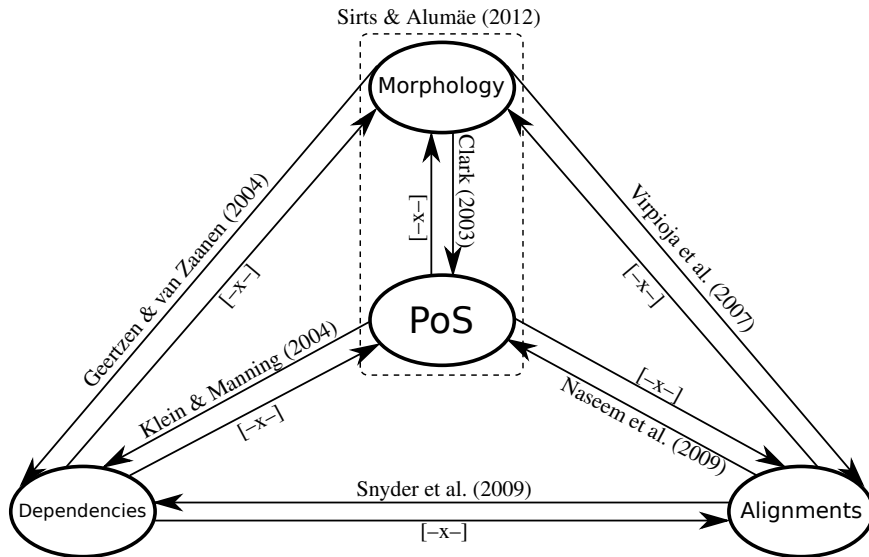 Sirts & Alumäe (2012)
Morphology
Clark (2003)
[–x–]
Geertzen & van Zaanen (2004)
[–x–]
Virpioja et al. (2007)
[–x–]
PoS
Klein & Manning (2004)
[–x–]
[–x–]
Naseem et al. (2009)
Dependencies
Snyder et al. (2009)
[–x–]
Alignments